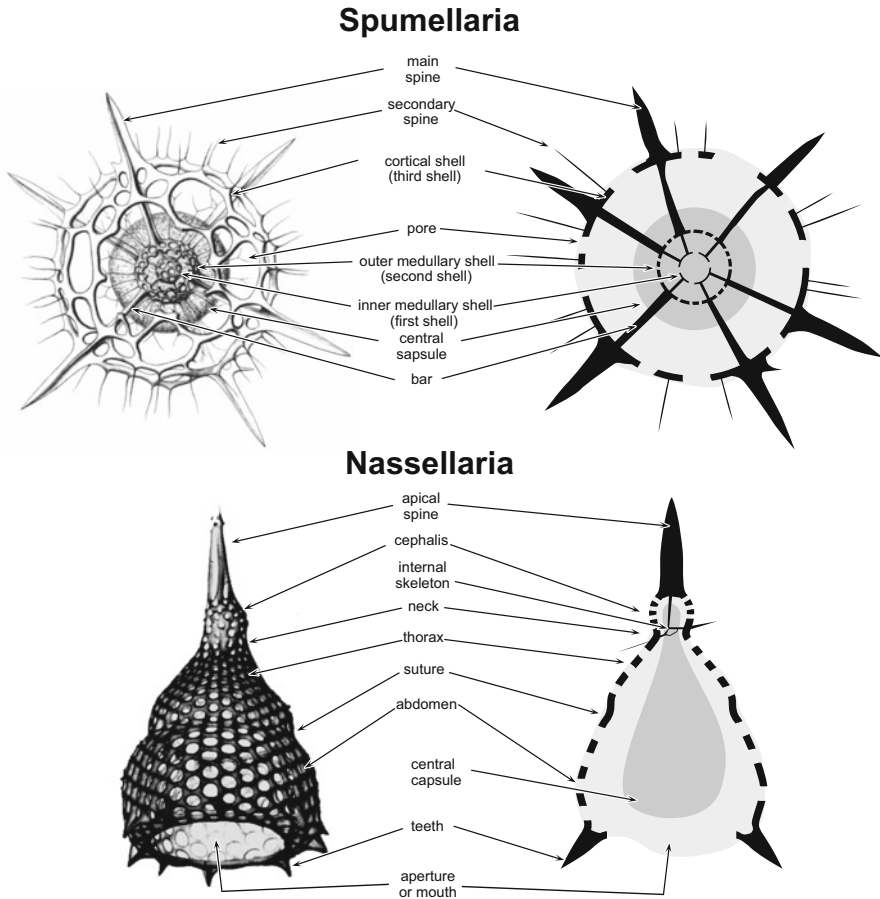 Spumellaria
main
spine
secondary
spine
cortical shell
(third shell)
pore
outer medullary shell
(second shell)
inner medullary shell
(first shell)
central
sapsule
bar
Nassellaria
apical
spine
cephalis
internal
skeleton
neck
thorax
suture
abdomen
central
capsule
teeth
aperture
or mouth